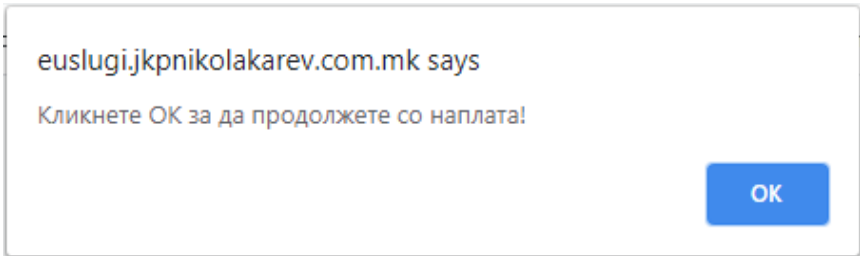 euslugi.jkpnikolakarev.com.mk says
Кликнете ОК за да продолжете со наплата!
OK